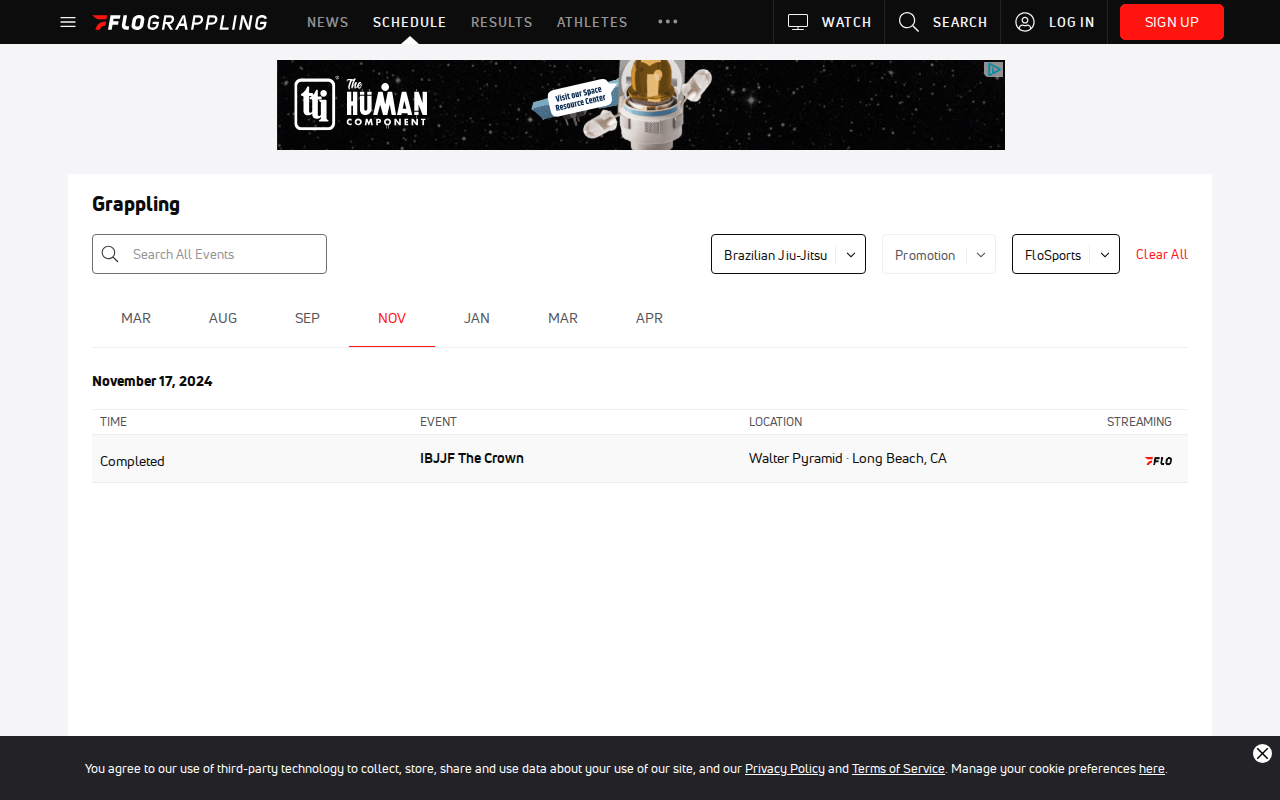 FLOGRAPPLING NEWS SCHEDULE RESULTS ATHLETES WATCH SEARCH LOG IN SIGN UP
ttj The HUMAN COMPONENT Visit our Space Resource Center
Grappling
Search All Events Brazilian Jiu-Jitsu Promotion FloSports Clear All
MAR AUG SEP NOV JAN MAR APR
November 17, 2024
TIME EVENT LOCATION STREAMING
Completed IBJJF The Crown Walter Pyramid · Long Beach, CA FLO
You agree to our use of third-party technology to collect, store, share and use data about your use of our site, and our Privacy Policy and Terms of Service. Manage your cookie preferences here.